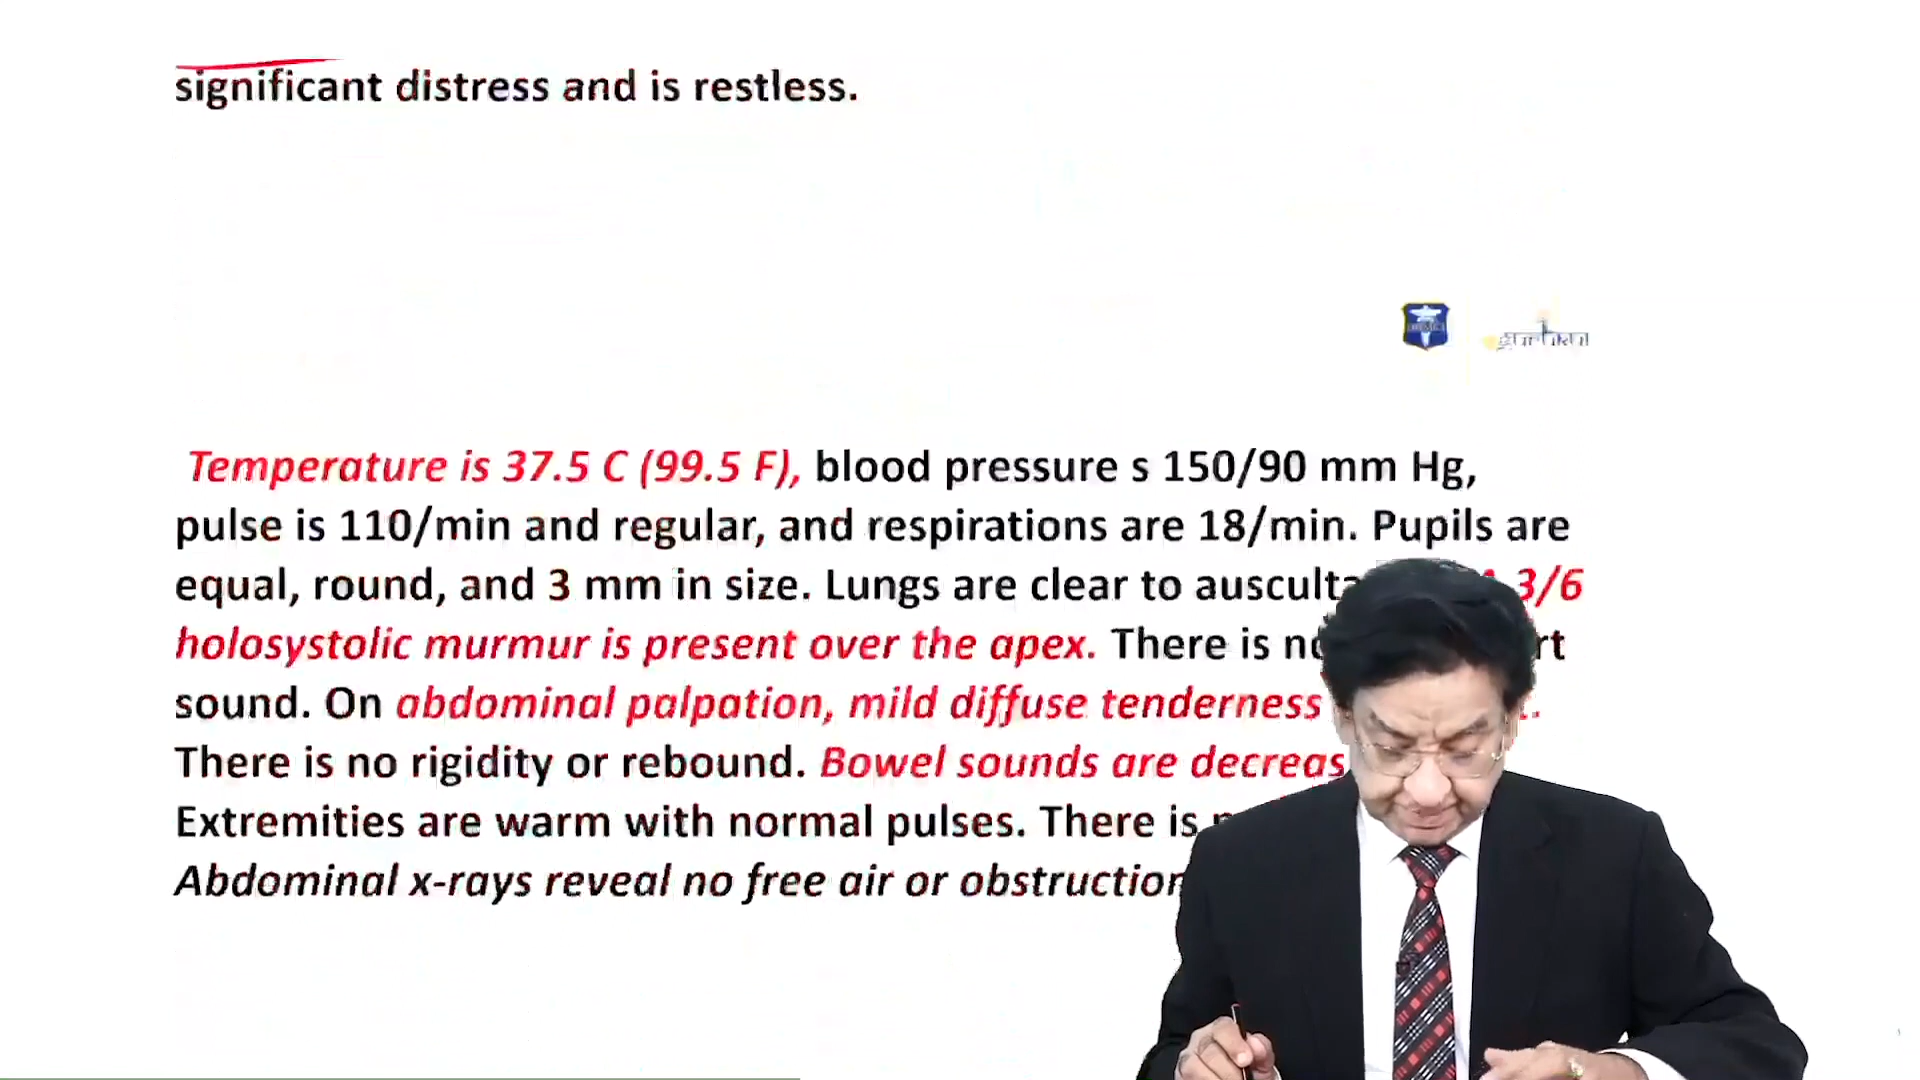 significant distress and is restless.
gurukul
Temperature is 37.5 C (99.5 F), blood pressure s 150/90 mm Hg,
pulse is 110/min and regular, and respirations are 18/min. Pupils are
equal, round, and 3 mm in size. Lungs are clear to 3/6
holosystolic murmur is present over the apex. There is
sound. On abdominal palpation, mild diffuse tenderness
There is no rigidity or rebound. Bowel sounds are
Extremities are warm with normal pulses. There is
Abdominal x-rays reveal no free air or